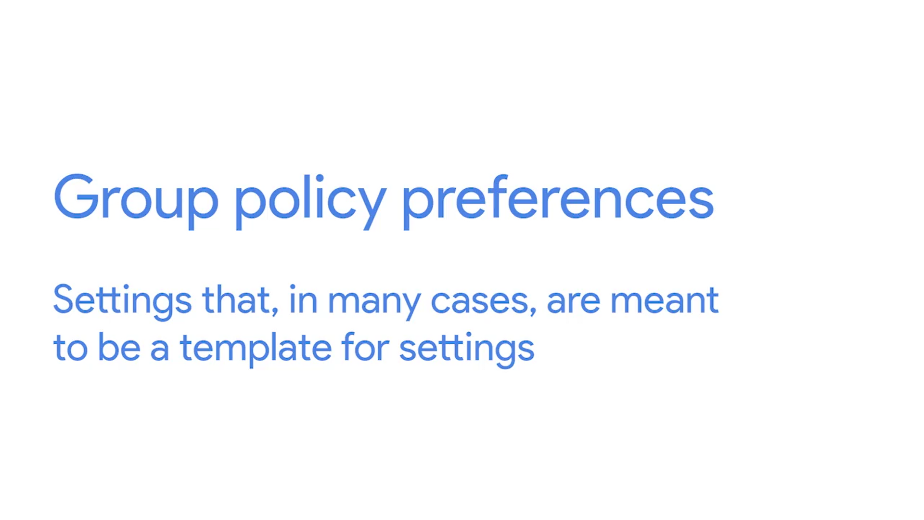 Group policy preferences
Settings that, in many cases, are meant
to be a template for settings